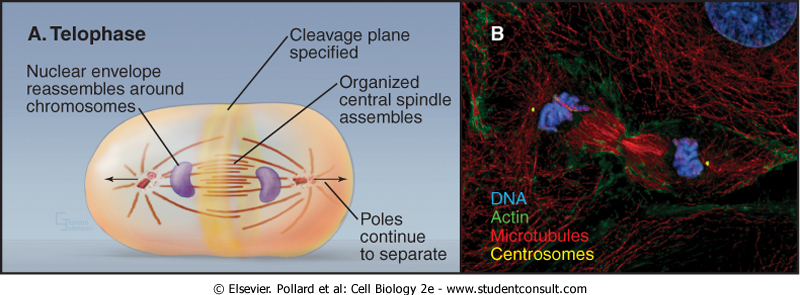 A. Telophase
Nuclear envelope
reassembles around
chromosomes
Cleavage plane
specified
Organized
central spindle
assembles
Poles
continue
to separate
B
DNA
Actin
Microtubules
Centrosomes
© Elsevier. Pollard et al: Cell Biology 2e - www.studentconsult.com